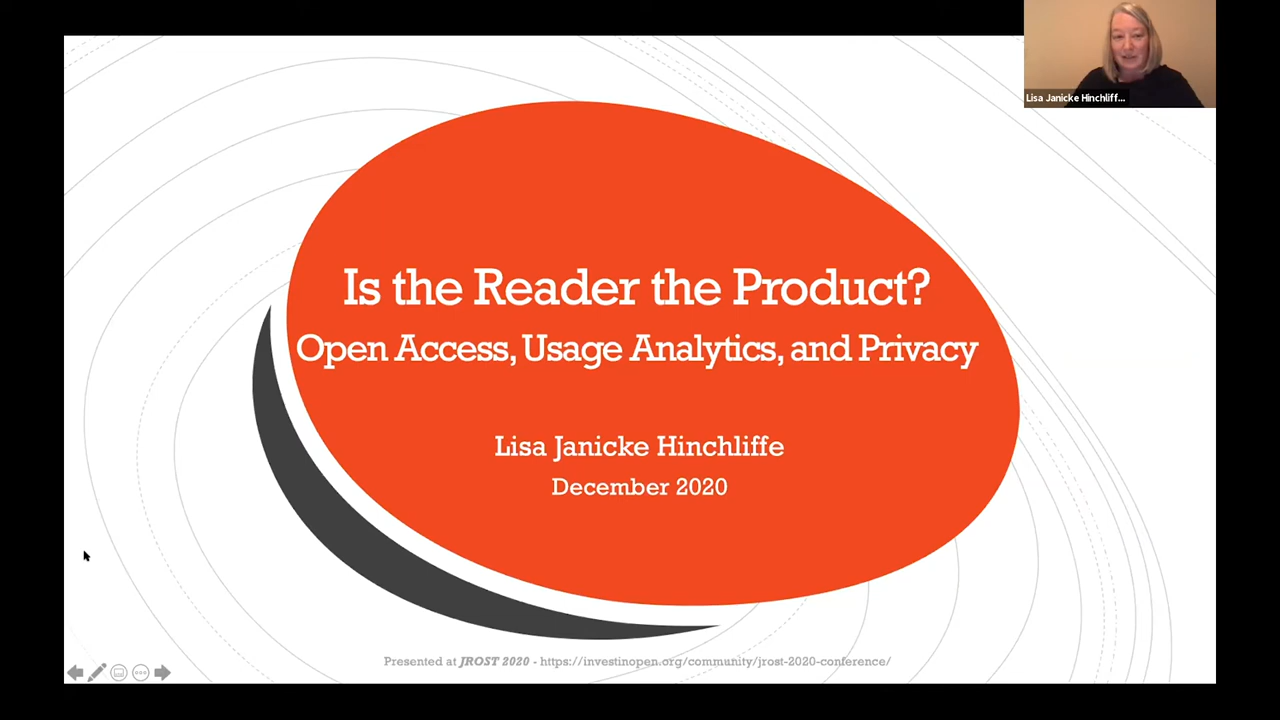 Lisa Janicke Hinchliff...
Is the Reader the Product?
Open Access, Usage Analytics, and Privacy
Lisa Janicke Hinchliffe
December 2020
Presented at JROST 2020 - https://investinopen.org/community/jrost-2020-conference/